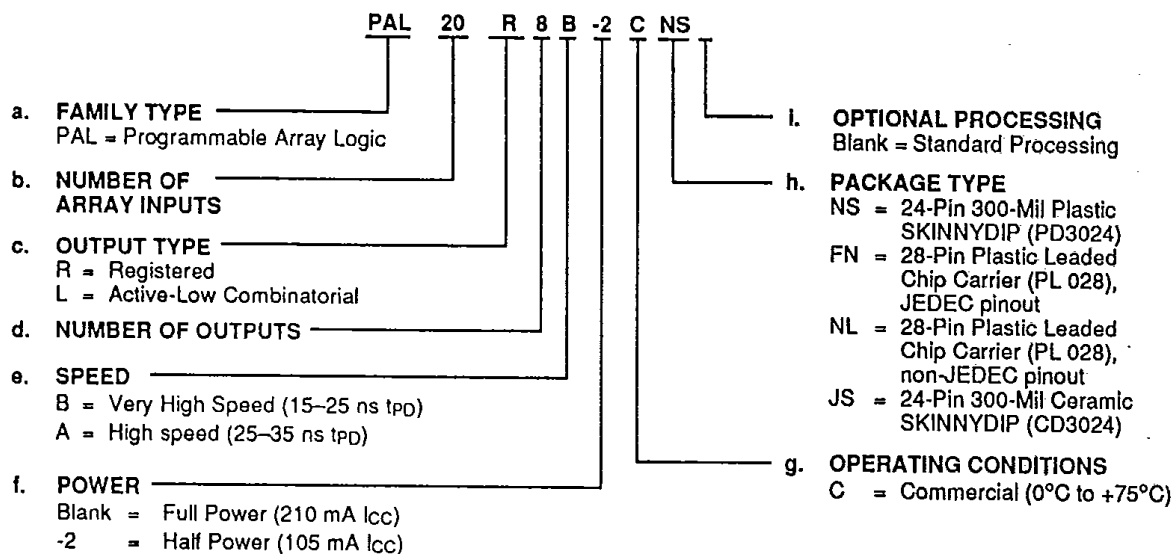 PAL 20 R 8 B -2 C NS
a. FAMILY TYPE
PAL = Programmable Array Logic
b. NUMBER OF
ARRAY INPUTS
c. OUTPUT TYPE
R = Registered
L = Active-Low Combinatorial
d. NUMBER OF OUTPUTS
e. SPEED
B = Very High Speed (15–25 ns tPD)
A = High speed (25–35 ns tPD)
f. POWER
Blank = Full Power (210 mA ICC)
-2 = Half Power (105 mA ICC)
i. OPTIONAL PROCESSING
Blank = Standard Processing
h. PACKAGE TYPE
NS = 24-Pin 300-Mil Plastic
SKINNYDIP (PD3024)
FN = 28-Pin Plastic Leaded
Chip Carrier (PL 028),
JEDEC pinout
NL = 28-Pin Plastic Leaded
Chip Carrier (PL 028),
non-JEDEC pinout
JS = 24-Pin 300-Mil Ceramic
SKINNYDIP (CD3024)
g. OPERATING CONDITIONS
C = Commercial (0°C to +75°C)